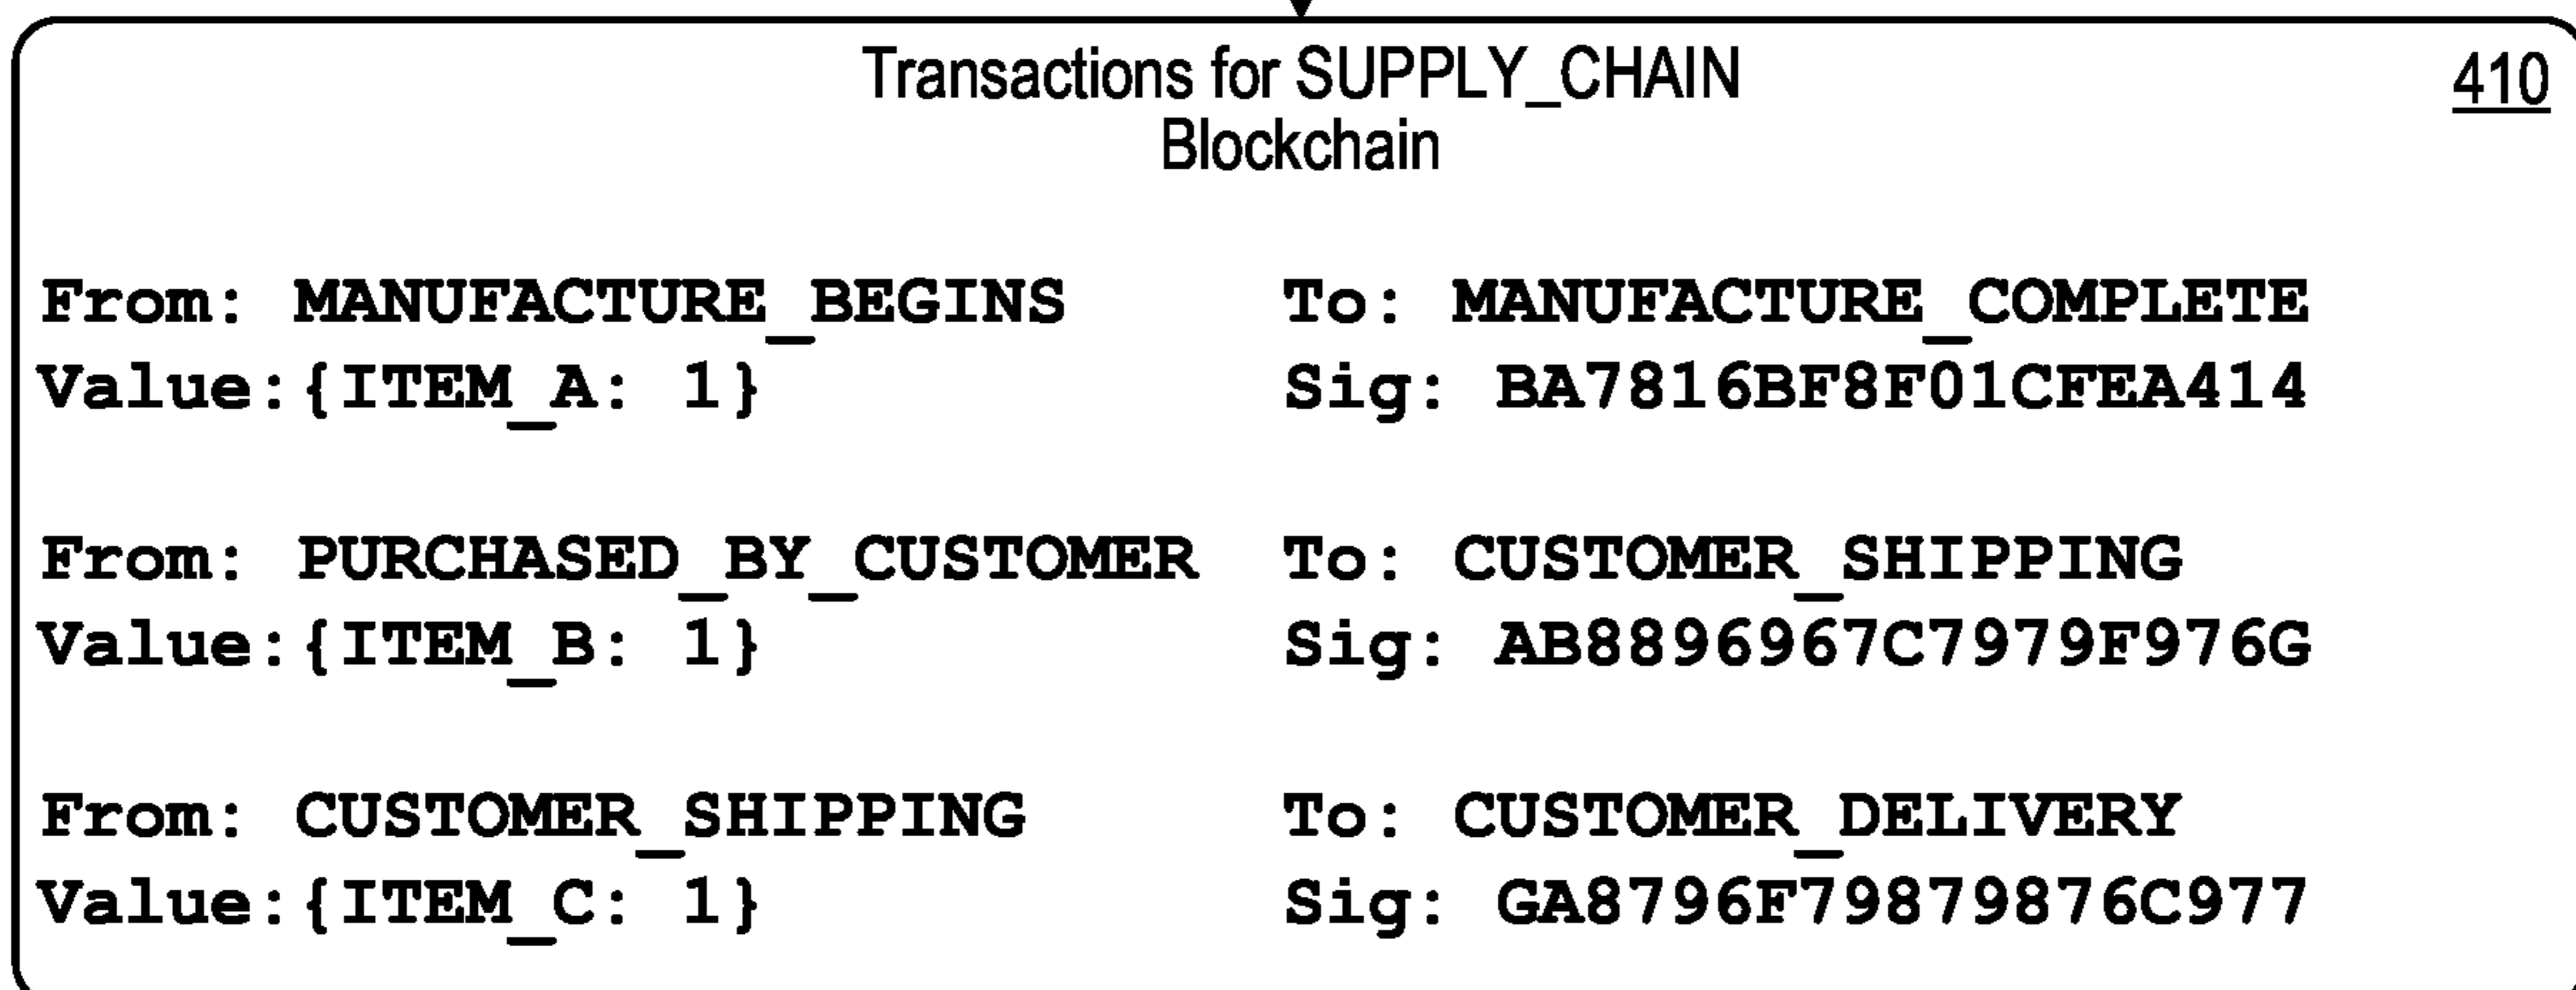 Transactions for SUPPLY_CHAIN 410
Blockchain
From: MANUFACTURE_BEGINS To: MANUFACTURE_COMPLETE
Value:{ITEM_A: 1} Sig: BA7816BF8F01CFEA414
From: PURCHASED_BY_CUSTOMER To: CUSTOMER_SHIPPING
Value:{ITEM_B: 1} Sig: AB8896967C7979F976G
From: CUSTOMER_SHIPPING To: CUSTOMER_DELIVERY
Value:{ITEM_C: 1} Sig: GA8796F79879876C977